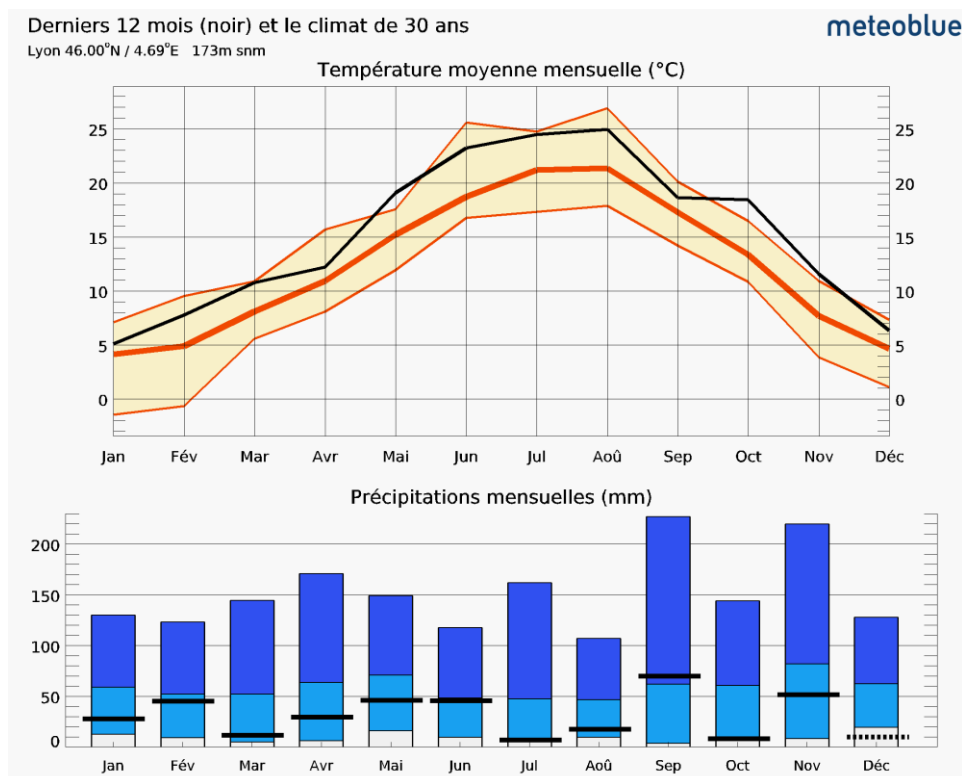 Derniers 12 mois (noir) et le climat de 30 ans
meteoblue
Lyon 46.00°N / 4.69°E 173m snm
Température moyenne mensuelle (°C)
25 25
20 20
15 15
10 10
5 5
0 0
Jan Fév Mar Avr Mai Jun Jul Aoû Sep Oct Nov Déc
Précipitations mensuelles (mm)
200
150
100
50
0
Jan Fév Mar Avr Mai Jun Jul Aoû Sep Oct Nov Déc